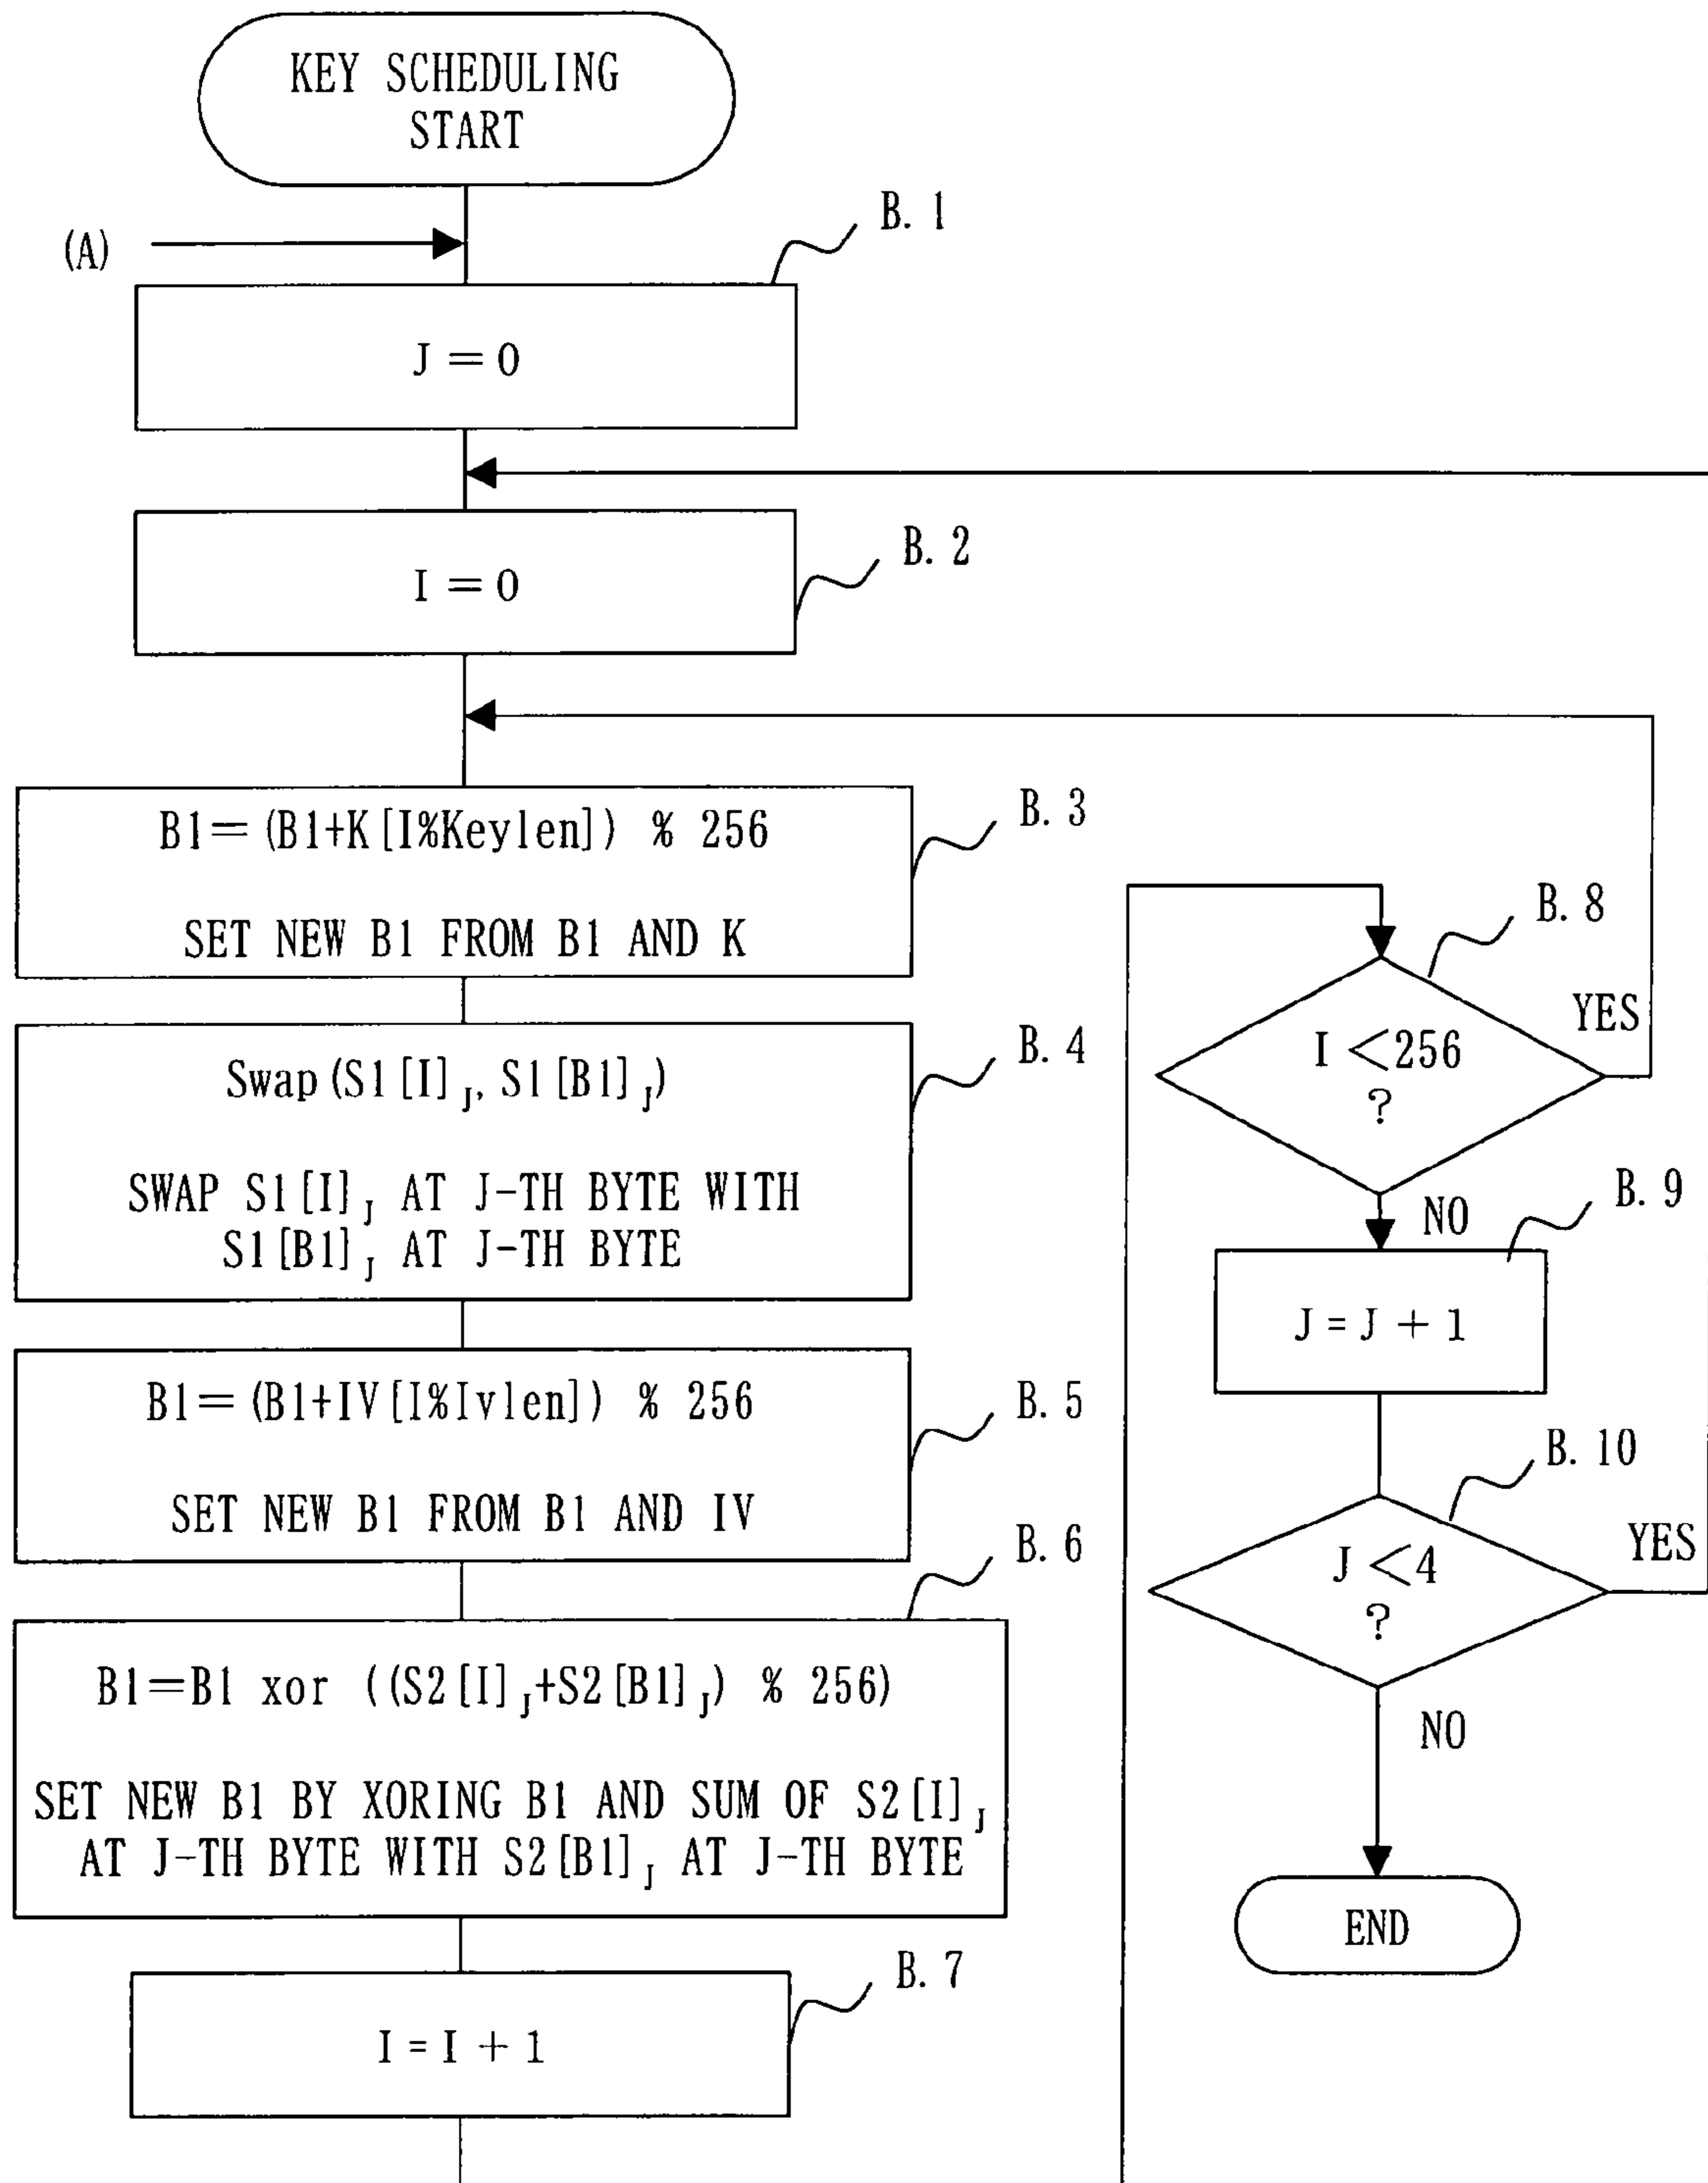 KEY SCHEDULING
START
(A)
B. 1
J = 0
B. 2
I = 0
B1= (B1+K [I%Keylen]) % 256
SET NEW B1 FROM B1 AND K
B. 3
Swap (S1 [I] J, S1 [B1] J)
SWAP S1 [I] J AT J-TH BYTE WITH
S1 [B1] J AT J-TH BYTE
B. 4
B1= (B1+IV [I%Ivlen]) % 256
SET NEW B1 FROM B1 AND IV
B. 5
B1=B1 xor ((S2 [I] J+S2 [B1] J) % 256)
SET NEW B1 BY XORING B1 AND SUM OF S2 [I] J
AT J-TH BYTE WITH S2 [B1] J AT J-TH BYTE
B. 6
B. 7
I = I + 1
B. 8
I <256
?
YES
NO
B. 9
J = J + 1
B. 10
J <4
?
YES
NO
END